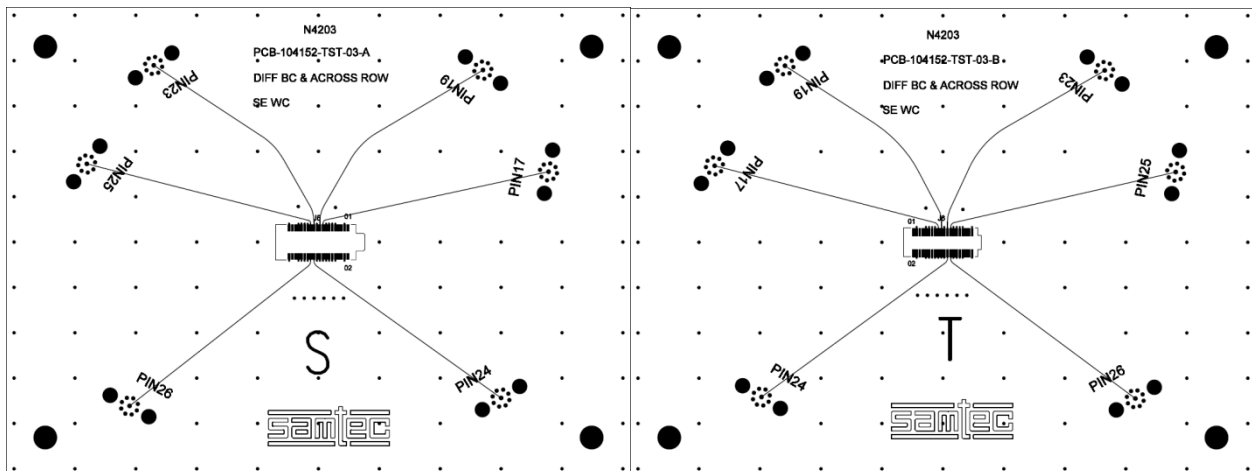 N4203
PCB-104152-TST-03-A
DIFF BC & ACROSS ROW
SE WC
PIN23
PIN19
PIN25
PIN17
J5
01
02
S
PIN26
PIN24
samtec
N4203
PCB-104152-TST-03-B
DIFF BC & ACROSS ROW
SE WC
PIN19
PIN23
PIN17
PIN25
01
02
T
PIN24
PIN26
samtec